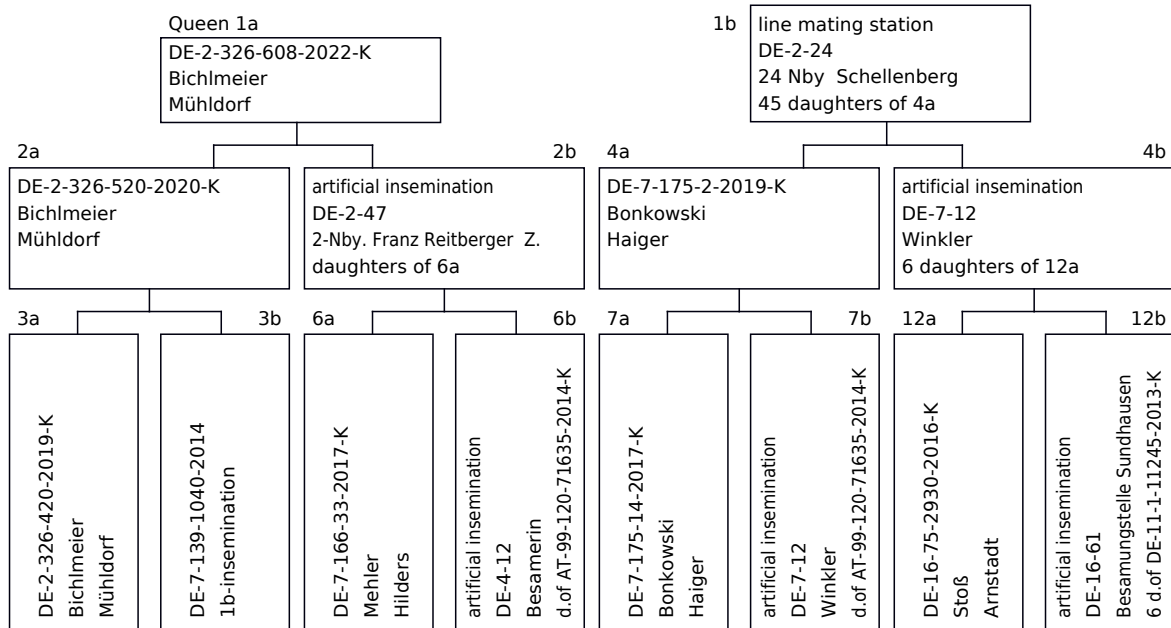 Queen 1a
DE-2-326-608-2022-K
Bichlmeier
Mühldorf
1b
line mating station
DE-2-24
24 Nby  Schellenberg
45 daughters of 4a
2a
DE-2-326-520-2020-K
Bichlmeier
Mühldorf
2b
artificial insemination
DE-2-47
2-Nby. Franz Reitberger  Z.
daughters of 6a
4a
DE-7-175-2-2019-K
Bonkowski
Haiger
4b
artificial insemination
DE-7-12
Winkler
6 daughters of 12a
3a
DE-2-326-420-2019-K
Bichlmeier
Mühldorf
3b
DE-7-139-1040-2014
1b-insemination
6a
DE-7-166-33-2017-K
Mehler
Hilders
6b
artificial insemination
DE-4-12
Besamerin
d.of AT-99-120-71635-2014-K
7a
DE-7-175-14-2017-K
Bonkowski
Haiger
7b
artificial insemination
DE-7-12
Winkler
d.of AT-99-120-71635-2014-K
12a
DE-16-75-2930-2016-K
Stoß
Arnstadt
12b
artificial insemination
DE-16-61
Besamungstelle Sundhausen
6 d.of DE-11-1-11245-2013-K